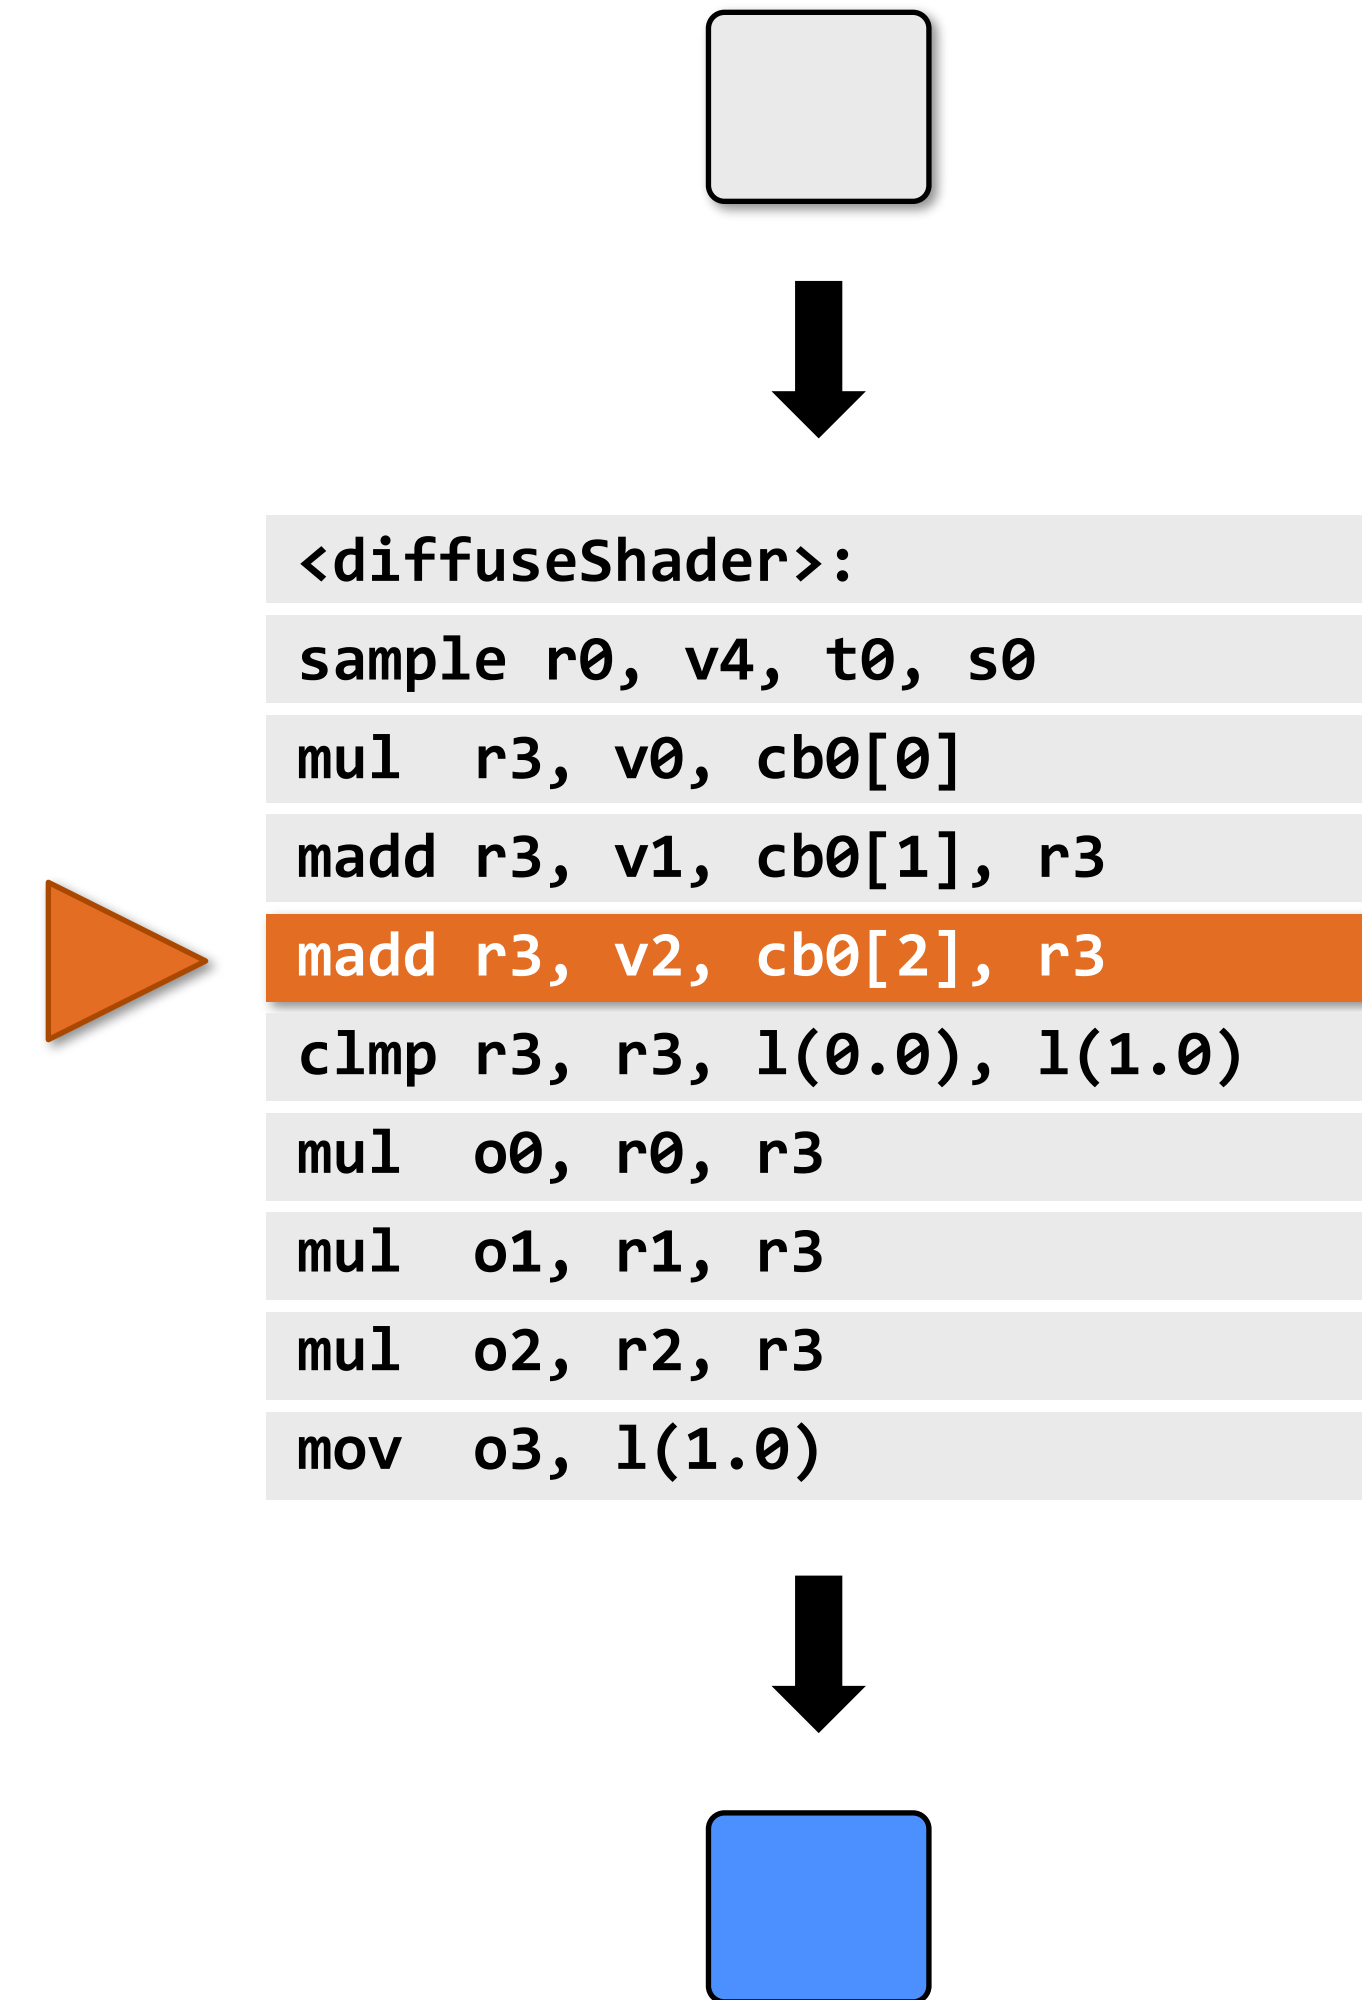 <diffuseShader>:
sample r0, v4, t0, s0
mul  r3, v0, cb0[0]
madd r3, v1, cb0[1], r3
madd r3, v2, cb0[2], r3
clmp r3, r3, l(0.0), l(1.0)
mul  o0, r0, r3
mul  o1, r1, r3
mul  o2, r2, r3
mov  o3, l(1.0)